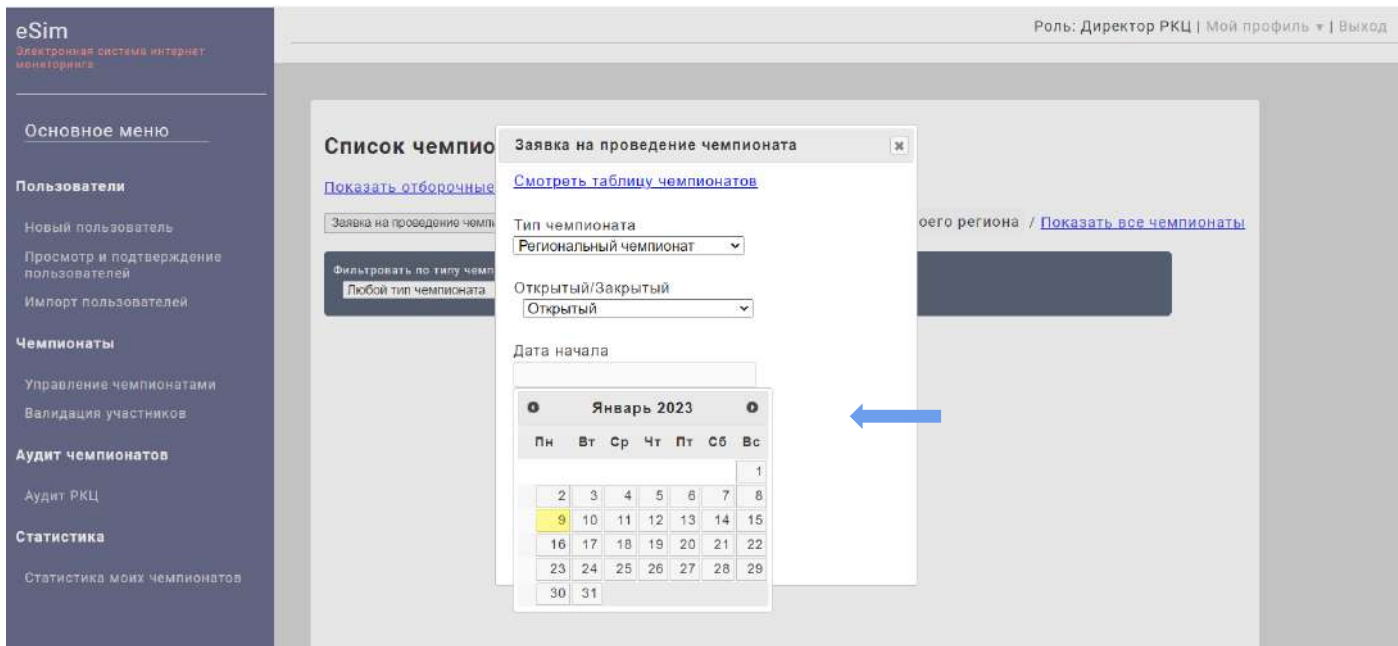 eSim
Электронная система интернет
мониторинга
Роль: Директор РКЦ | Мой профиль ▾ | Выход
Основное меню
Пользователи
Новый пользователь
Просмотр и подтверждение
пользователей
Импорт пользователей
Чемпионаты
Управление чемпионатами
Валидация участников
Аудит чемпионатов
Аудит РКЦ
Статистика
Статистика моих чемпионатов
Список чемпио
Показать отборочные
Заявка на проведение чемп
оего региона / Показать все чемпионаты
Фильтровать по типу чемп
Любой тип чемпионата
Заявка на проведение чемпионата
Смотреть таблицу чемпионатов
Тип чемпионата
Региональный чемпионат
Открытый/Закрытый
Открытый
Дата начала
Январь 2023
Пн Вт Ср Чт Пт Сб Вс
1
2 3 4 5 6 7 8
9 10 11 12 13 14 15
16 17 18 19 20 21 22
23 24 25 26 27 28 29
30 31